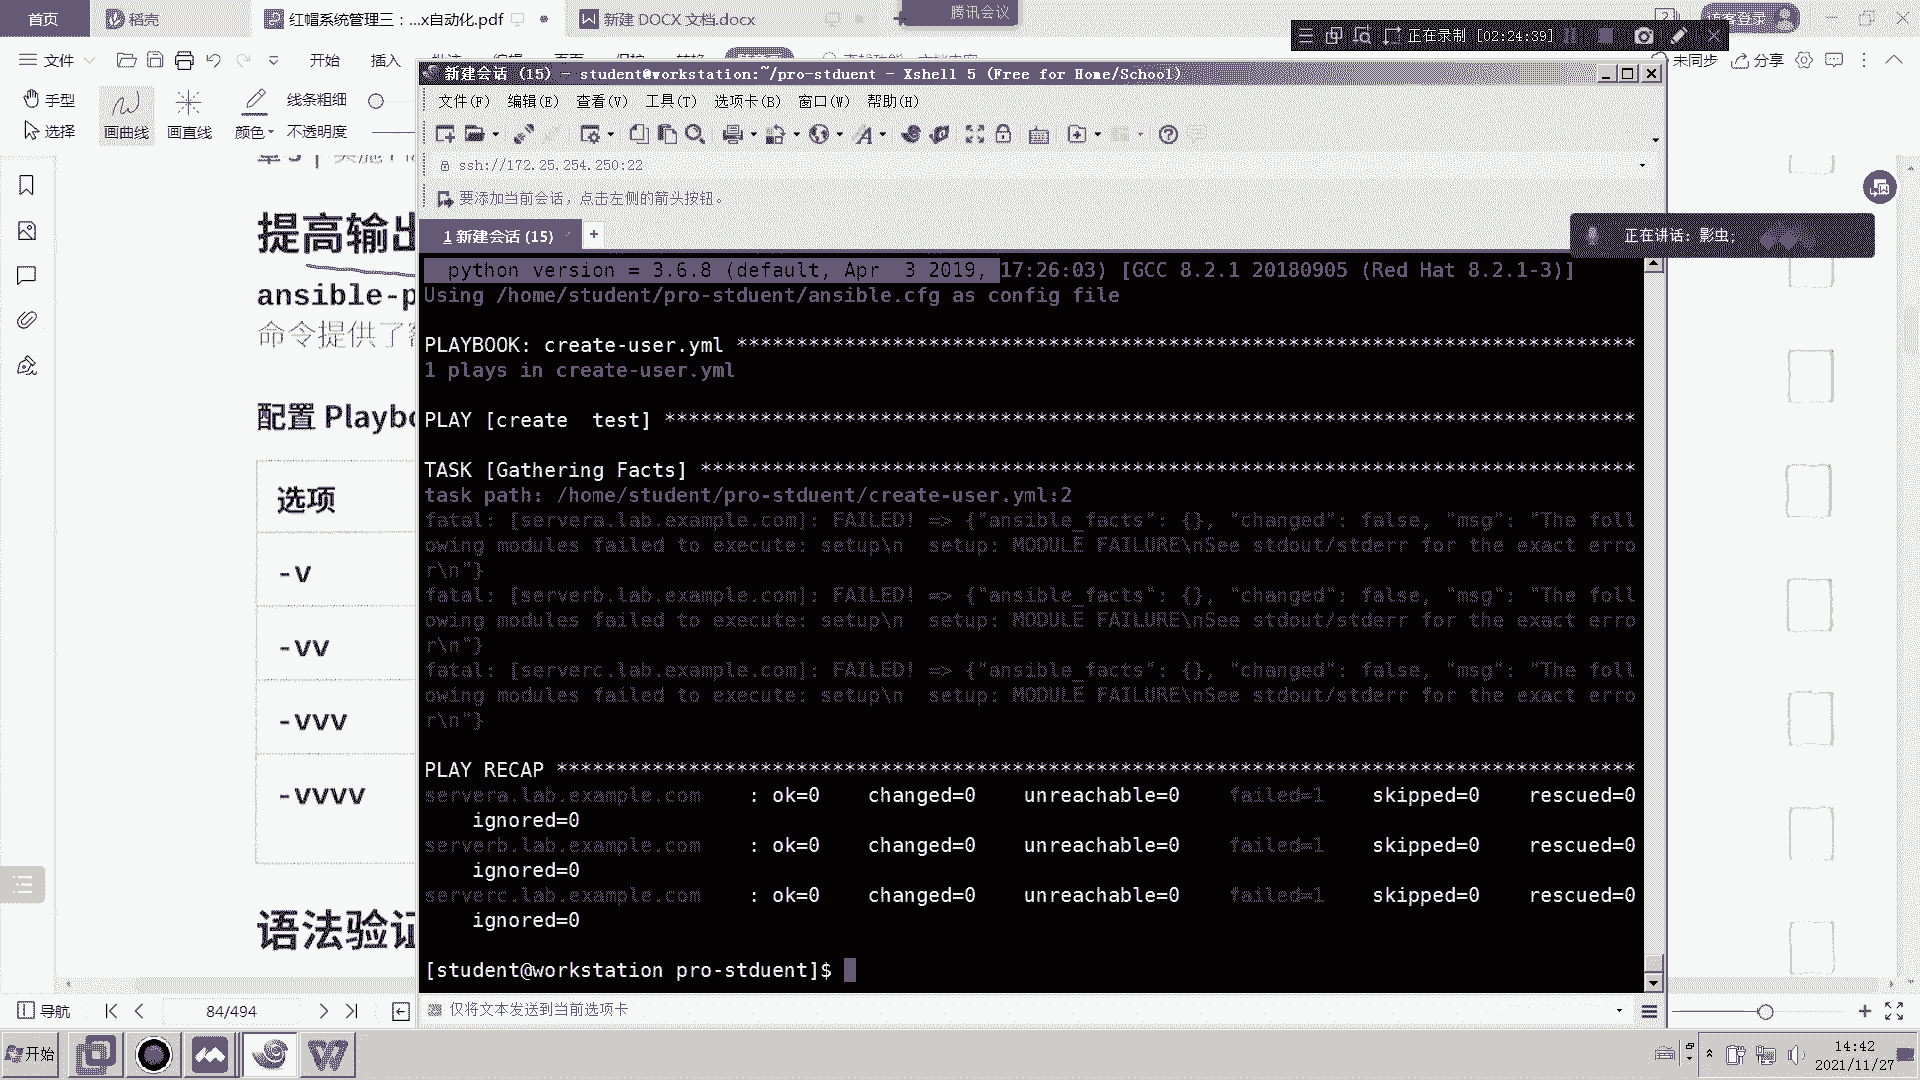 首页
稻壳
红帽系统管理三：...x自动化.pdf
新建 DOCX 文档.docx
腾讯会议
正在录制 [02:24:39]
文件
开始
插入
未同步
分享
手型
选择
画曲线
画直线
颜色
线条粗细
不透明度
新建会话 (15) - student@workstation:~/pro-stduent - Xshell 5 (Free for Home/School)
文件(F) 编辑(E) 查看(V) 工具(T) 选项卡(B) 窗口(W) 帮助(H)
ssh://172.25.254.250:22
要添加当前会话，点击左侧的箭头按钮。
1 新建会话 (15)
正在讲话：影虫；
提高输出
ansible-p
命令提供了
配置 Playbo
选项
-v
-vv
-vvv
-vvvv
语法验证
python version = 3.6.8 (default, Apr  3 2019, 17:26:03) [GCC 8.2.1 20180905 (Red Hat 8.2.1-3)]
Using /home/student/pro-stduent/ansible.cfg as config file
PLAYBOOK: create-user.yml ***************************************************************************
1 plays in create-user.yml
PLAY [create  test] *********************************************************************************
TASK [Gathering Facts] ******************************************************************************
task path: /home/student/pro-stduent/create-user.yml:2
fatal: [servera.lab.example.com]: FAILED! => {"ansible_facts": {}, "changed": false, "msg": "The foll
owing modules failed to execute: setup\n  setup: MODULE FAILURE\nSee stdout/stderr for the exact erro
r\n"}
fatal: [serverb.lab.example.com]: FAILED! => {"ansible_facts": {}, "changed": false, "msg": "The foll
owing modules failed to execute: setup\n  setup: MODULE FAILURE\nSee stdout/stderr for the exact erro
r\n"}
fatal: [serverc.lab.example.com]: FAILED! => {"ansible_facts": {}, "changed": false, "msg": "The foll
owing modules failed to execute: setup\n  setup: MODULE FAILURE\nSee stdout/stderr for the exact erro
r\n"}
PLAY RECAP ******************************************************************************************
servera.lab.example.com    : ok=0    changed=0    unreachable=0    failed=1    skipped=0    rescued=0
ignored=0
serverb.lab.example.com    : ok=0    changed=0    unreachable=0    failed=1    skipped=0    rescued=0
ignored=0
serverc.lab.example.com    : ok=0    changed=0    unreachable=0    failed=1    skipped=0    rescued=0
ignored=0
[student@workstation pro-stduent]$
导航
84/494
仅将文本发送到当前选项卡
开始
14:42
2021/11/27